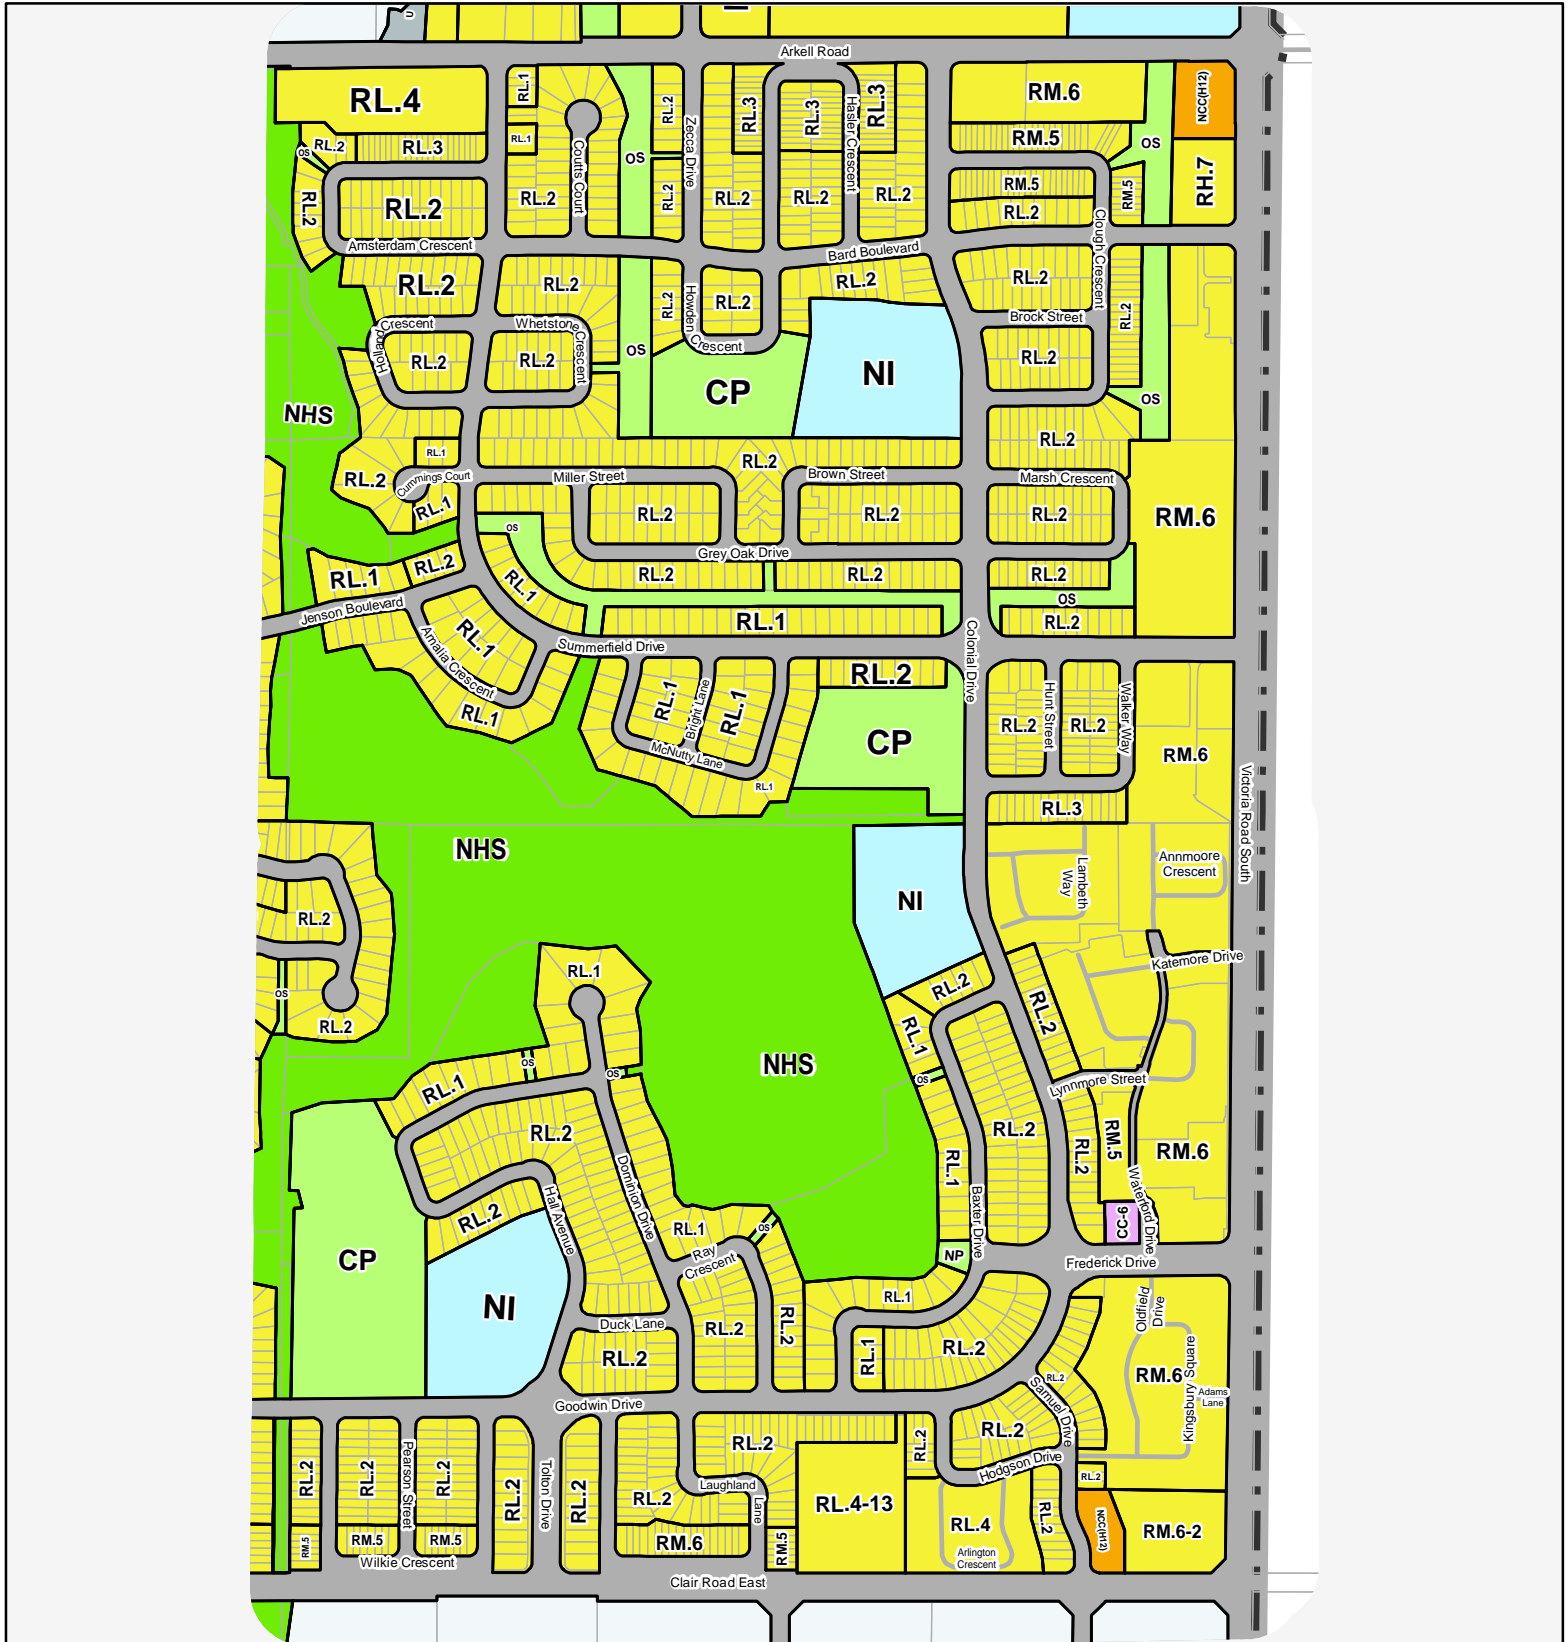 U
Arkell Road
RL.4
RL.1
RL.2
RL.3
RL.3
RL.3
RM.6
NCC(H12)
RL.1
RM.5
OS
RL.2
RL.3
OS
OS
Zecca Drive
Hasler Crescent
Coutts Court
RL.2
RL.2
RL.2
RL.2
RL.2
RL.2
RL.2
RM.5
RM.5
RH.7
RL.2
Clough Crescent
Amsterdam Crescent
Bard Boulevard
RL.2
RL.2
RL.2
Howden
Crescent
RL.2
RL.2
RL.2
RL.2
Holland
Crescent
Whetstone
Crescent
Brock Street
RL.2
RL.2
OS
RL.2
CP
NI
OS
NHS
RL.1
RL.2
RL.2
RL.2
Cummings Court
Miller Street
Brown Street
Marsh Crescent
RL.1
RL.2
RL.2
RL.2
RM.6
OS
Grey Oak Drive
RL.1
RL.2
RL.1
RL.2
RL.2
RL.2
OS
Jenson Boulevard
RL.1
RL.2
RL.1
Amalia Crescent
Summerfield Drive
Colonial Drive
RL.1
RL.1
Bright Lane
RL.1
McNutty Lane
RL.1
RL.2
CP
RL.2
Hunt Street
RL.2
Walker Way
RM.6
RL.3
Victoria Road South
NHS
NI
Lambeth
Way
Annmoore
Crescent
RL.2
OS
RL.2
RL.1
Katemore Drive
RL.2
RL.2
RL.1
NHS
OS
OS
OS
RL.1
Lynnmore Street
RL.2
RL.2
RL.2
RM.5
RM.6
RL.1
Dominion Drive
Hall Avenue
RL.2
Baxter Drive
Waterford Drive
CC-6
RL.1
OS
Ray
Crescent
NP
Frederick Drive
CP
NI
RL.1
Oldfield
Drive
Duck Lane
RL.2
RL.2
RL.2
RL.1
RL.2
RL.2
Samuel Drive
RM.6
Kingsbury Square
Adams
Lane
Goodwin Drive
RL.2
RL.2
RL.2
Hodgson Drive
RL.2
RL.2
Pearson Street
RL.2
RL.2
Tolton Drive
RL.2
RL.2
Laughland
Lane
RL.4-13
RL.4
Arlington
Crescent
RL.2
RL.2
NCC(H12)
RM.6-2
RM.5
RM.5
RM.5
RM.6
RM.5
Wilkie Crescent
Clair Road East